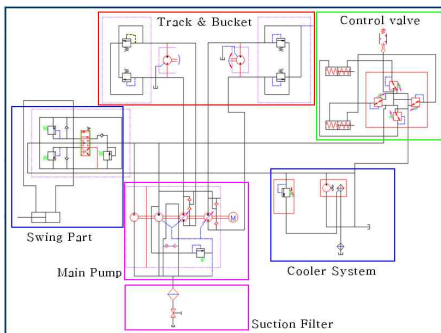 Track & Bucket
Control valve
Swing Part
Main Pump
M
Cooler System
Suction Filter